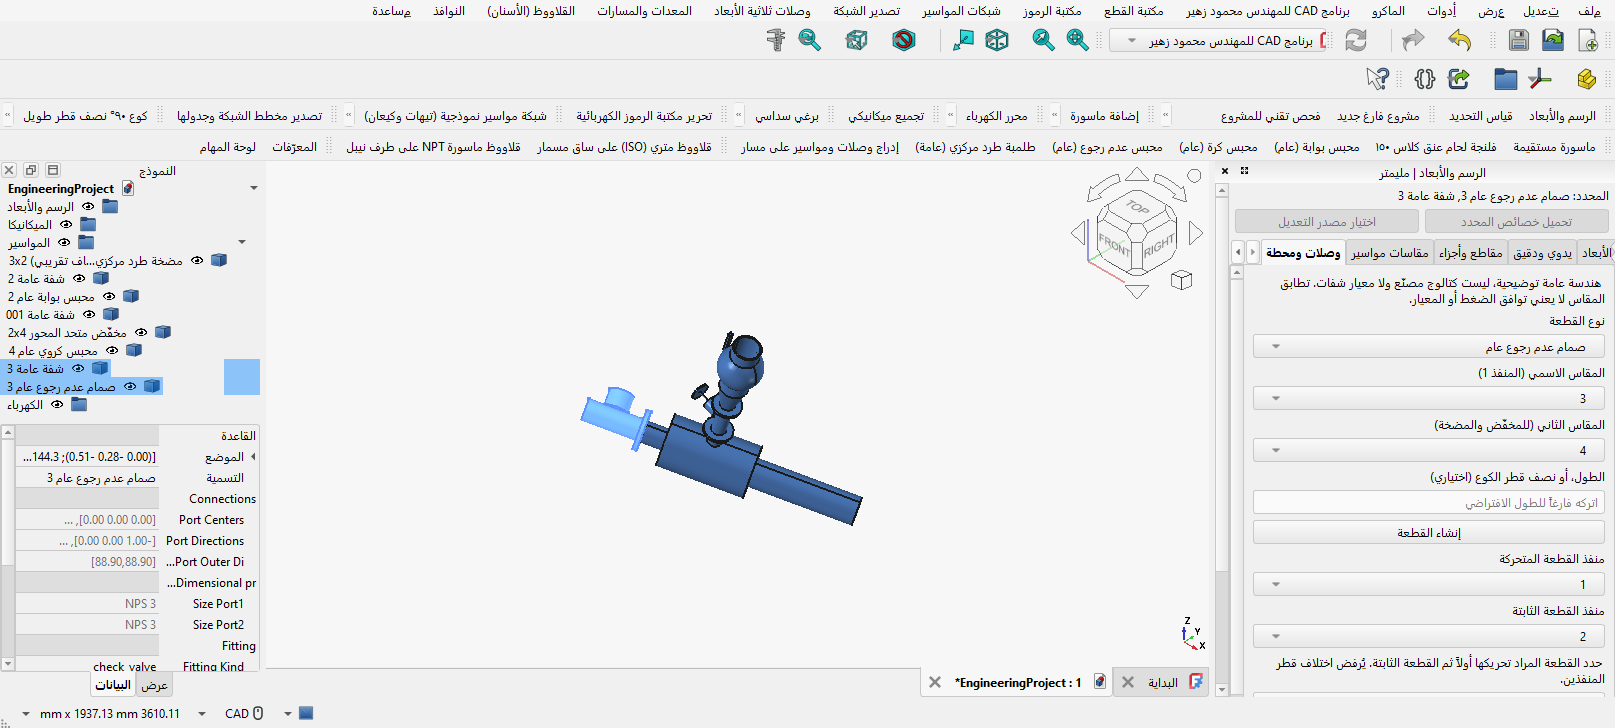 ملف
تعديل
عرض
أدوات
الماكرو
برنامج CAD للمهندس محمود زهير
مكتبة القطع
مكتبة الرموز
شبكات المواسير
تصدير الشبكة
وصلات ثلاثية الأبعاد
المعدات والمسارات
القلاووظ (الأسنان)
النوافذ
مساعدة
برنامج CAD للمهندس محمود زهير
الرسم والأبعاد
قياس التحديد
مشروع فارغ جديد
فحص تقني للمشروع
إضافة ماسورة
محرر الكهرباء
تجميع ميكانيكي
برغي سداسي
تحرير مكتبة الرموز الكهربائية
شبكة مواسير نموذجية (تيهات وكيعان)
تصدير مخطط الشبكة وجدولها
كوع ٩٠° نصف قطر طويل
ماسورة مستقيمة
فلنجة لحام عنق كلاس ١٥٠
محبس بوابة (عام)
محبس كرة (عام)
محبس عدم رجوع (عام)
طلمبة طرد مركزي (عامة)
إدراج وصلات ومواسير على مسار
قلاووظ متري (ISO) على ساق مسمار
قلاووظ ماسورة NPT على طرف نيبل
المعرّفات
لوحة المهام
النموذج
EngineeringProject
الرسم والأبعاد
الميكانيكا
المواسير
مضخة طرد مركزي...اف تقريبي) 3x2
شفة عامة 2
محبس بوابة عام 2
شفة عامة 001
مخفّض متحد المحور 2x4
محبس كروي عام 4
شفة عامة 3
صمام عدم رجوع عام 3
الكهرباء
القاعدة
الموضع
[(0.51- 0.28- 0.00); 144.3...
التسمية
صمام عدم رجوع عام 3
Connections
Port Centers
[0.00 0.00 0.00], ...
Port Directions
[-1.00 0.00 0.00], ...
Port Outer Di...
[88.90,88.90]
Dimensional pr...
Size Port1
NPS 3
Size Port2
NPS 3
Fitting
Fitting Kind
check_valve
عرض
البيانات
TOP
FRONT
RIGHT
Z
Y
X
الرسم والأبعاد | مليمتر
المحدد: صمام عدم رجوع عام 3, شفة عامة 3
تحميل خصائص المحدد
اختيار مصدر التعديل
الأبعاد
يدوي ودقيق
مقاطع وأجزاء
مقاسات مواسير
وصلات ومحطة
هندسة عامة توضيحية، ليست كتالوج مصنّع ولا معيار شفات. تطابق
المقاس لا يعني توافق الضغط أو المعيار.
نوع القطعة
صمام عدم رجوع عام
المقاس الاسمي (المنفذ 1)
3
المقاس الثاني (للمخفّض والمضخة)
4
الطول، أو نصف قطر الكوع (اختياري)
اتركه فارغاً للطول الافتراضي
إنشاء القطعة
منفذ القطعة المتحركة
1
منفذ القطعة الثابتة
2
حدد القطعة المراد تحريكها أولاً ثم القطعة الثابتة. يُرفض اختلاف قطر
المنفذين.
البداية
EngineeringProject : 1*
mm x 1937.13 mm 3610.11
CAD